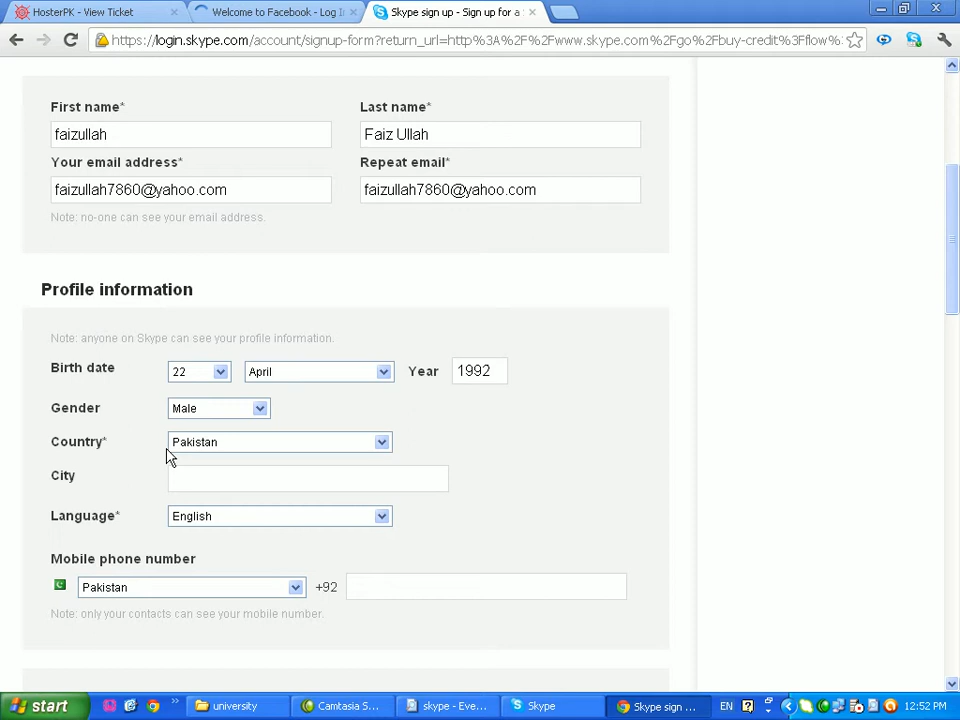 HosterPK - View Ticket
Welcome to Facebook - Log I
Skype sign up - Sign up for a
https://login.skype.com/account/signup-form?return_url=http%3A%2F%2Fwww.skype.com%2Fgo%2Fbuy-credit%3Fflow%
First name* Last name*
faizullah Faiz Ullah
Your email address* Repeat email*
faizullah7860@yahoo.com faizullah7860@yahoo.com
Note: no-one can see your email address.
Profile information
Note: anyone on Skype can see your profile information.
Birth date 22 April Year 1992
Gender Male
Country* Pakistan
City
Language* English
Mobile phone number
Pakistan +92
Note: only your contacts can see your mobile number.
start
university
Camtasia S...
skype - Eve...
Skype
Skype sign ...
EN
12:52 PM